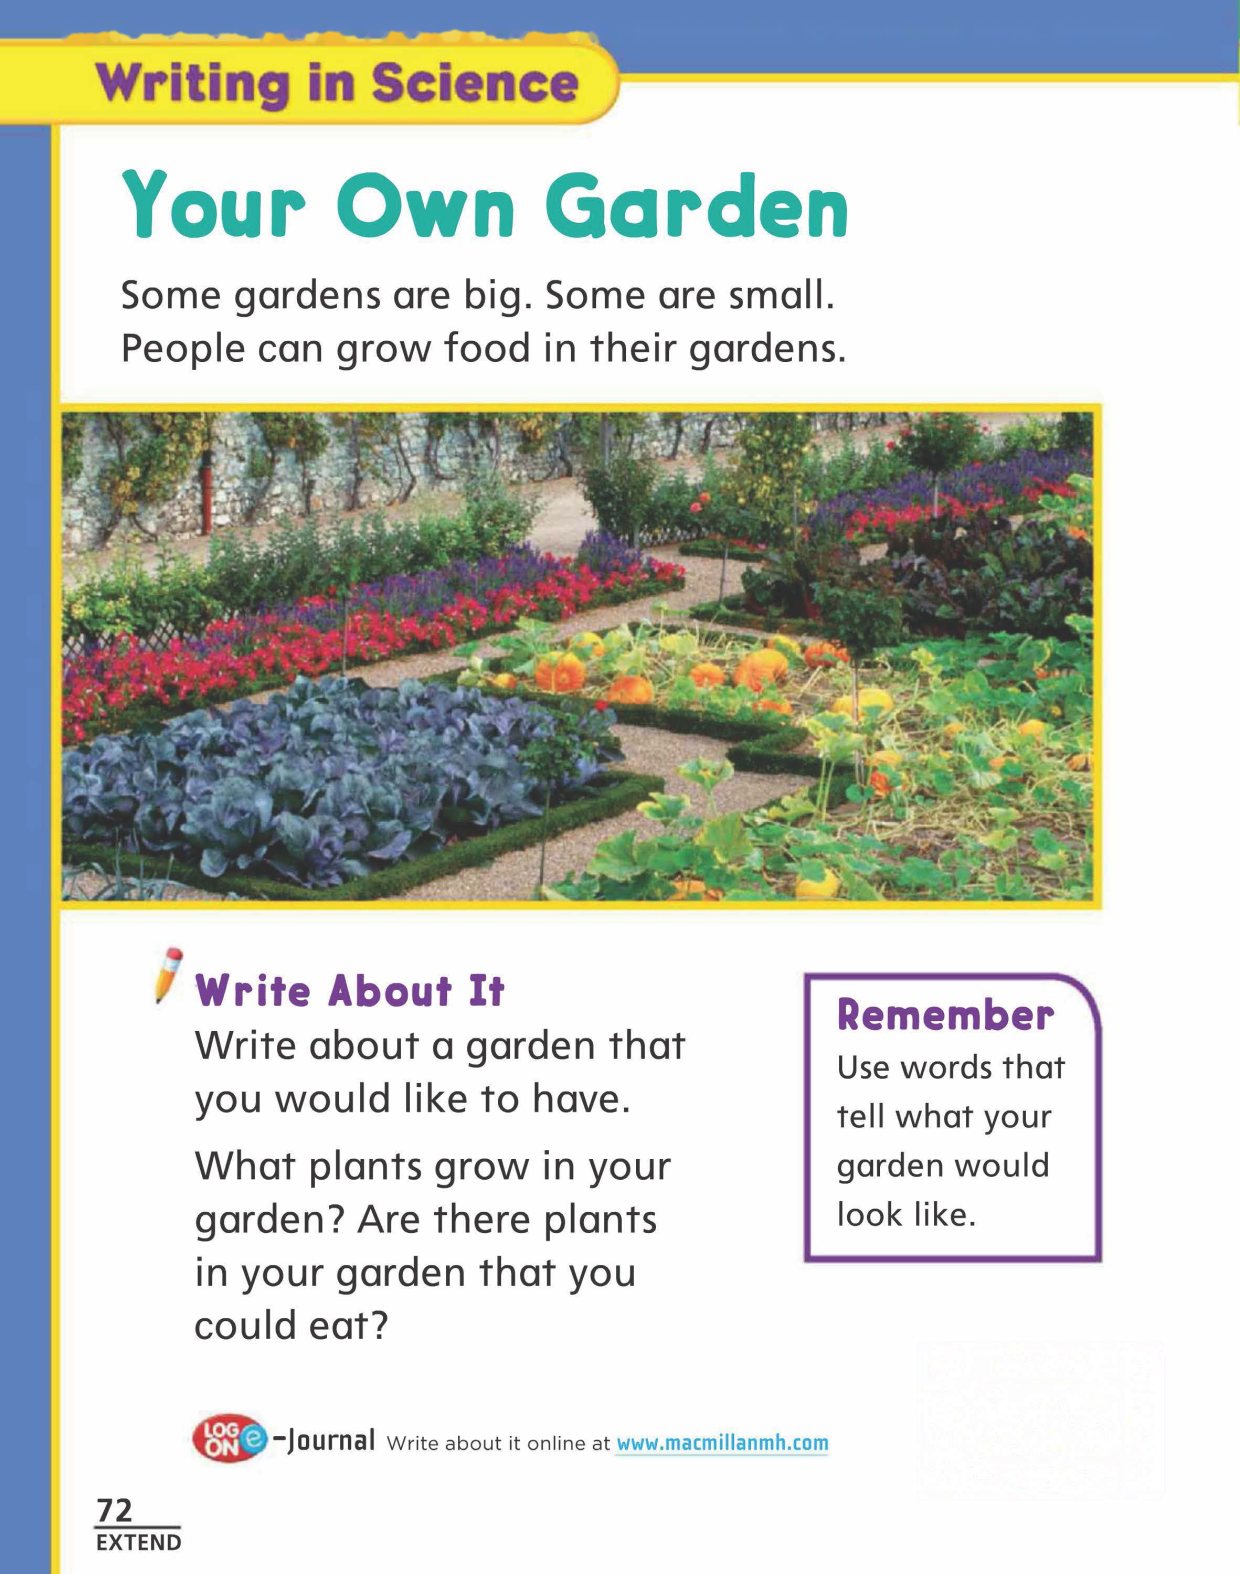 Writing in Science
Your Own Garden
Some gardens are big. Some are small.
People can grow food in their gardens.
Write About It
Write about a garden that
you would like to have.
What plants grow in your
garden? Are there plants
in your garden that you
could eat?
Remember
Use words that
tell what your
garden would
look like.
LOG ON e-Journal Write about it online at www.macmillanmh.com
72
EXTEND